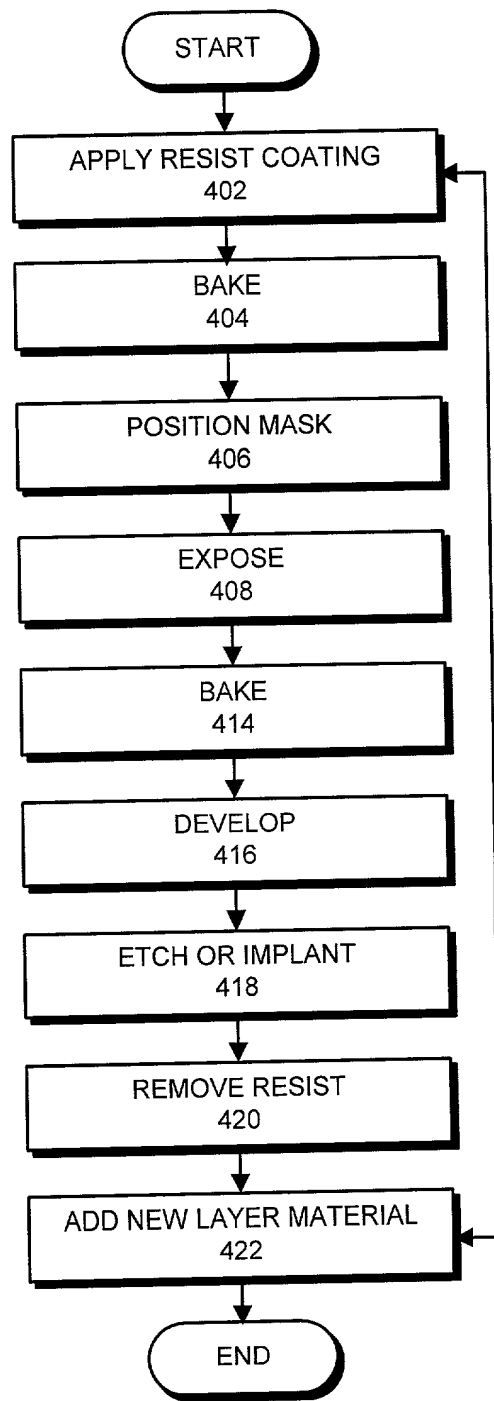 START
APPLY RESIST COATING
402
BAKE
404
POSITION MASK
406
EXPOSE
408
BAKE
414
DEVELOP
416
ETCH OR IMPLANT
418
REMOVE RESIST
420
ADD NEW LAYER MATERIAL
422
END